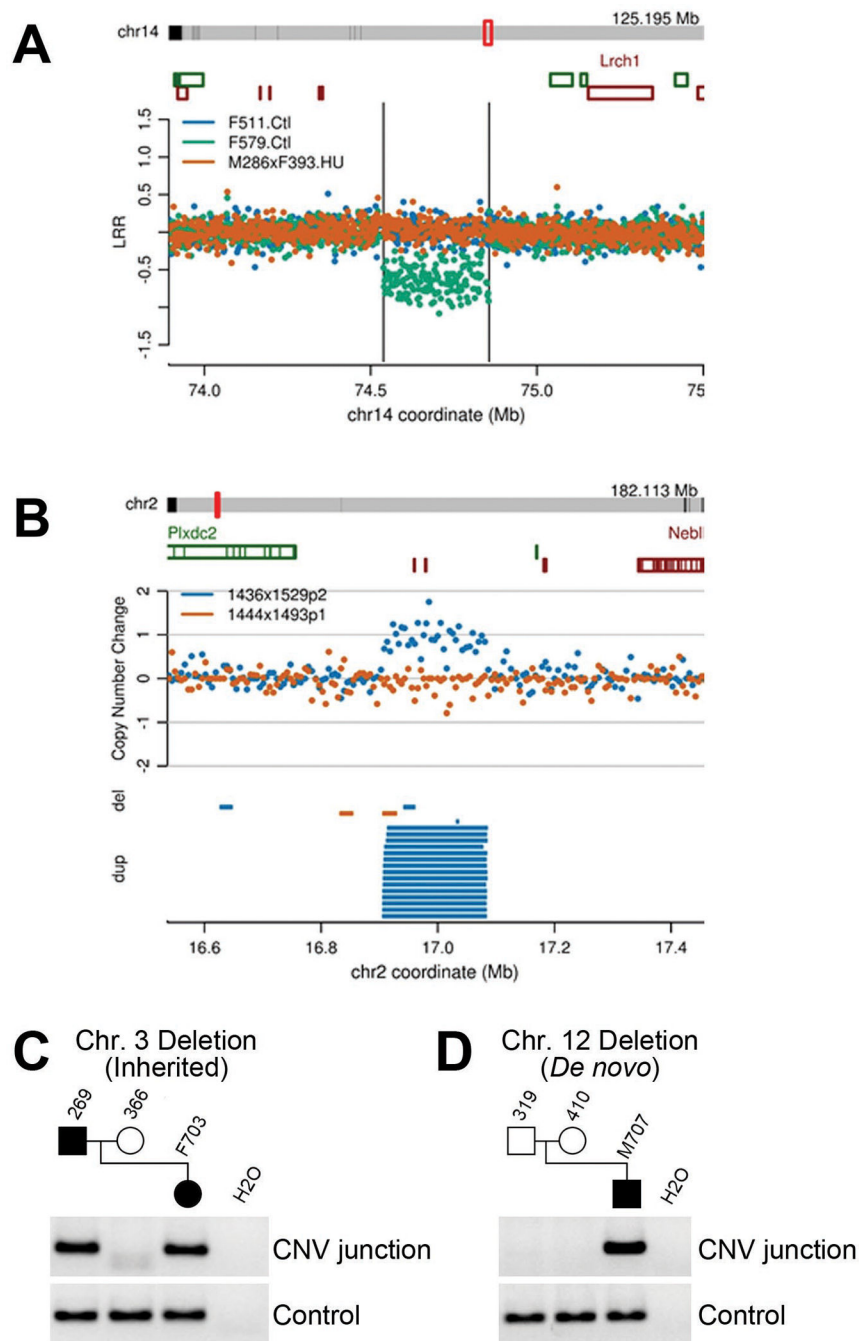 A
chr14
125.195 Mb
Lrch1
F511.Ctl
F579.Ctl
M286xF393.HU
1.5
1.0
0.5
-0.5
-1.5
LRR
74.0
74.5
75.0
75
chr14 coordinate (Mb)
B
chr2
182.113 Mb
Plxdc2
Nebll
1436x1529p2
1444x1493p1
2
1
0
-1
-2
Copy Number Change
del
dup
16.6
16.8
17.0
17.2
17.4
chr2 coordinate (Mb)
C
Chr. 3 Deletion
(Inherited)
269
366
F703
H2O
CNV junction
Control
D
Chr. 12 Deletion
(De novo)
319
410
M707
H2O
CNV junction
Control